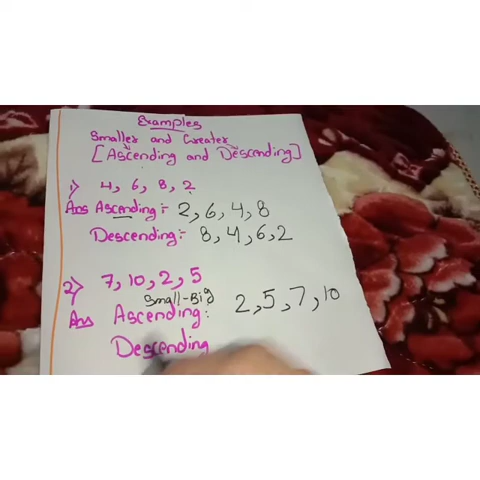 Examples
Smaller and Greater
[Ascending and Descending]
1) 4, 6, 8, 2
Ans Ascending:- 2, 6, 4, 8
Descending:- 8, 4, 6, 2
2) 7, 10, 2, 5
Small-Big
Ans Ascending: 2, 5, 7, 10
Descending